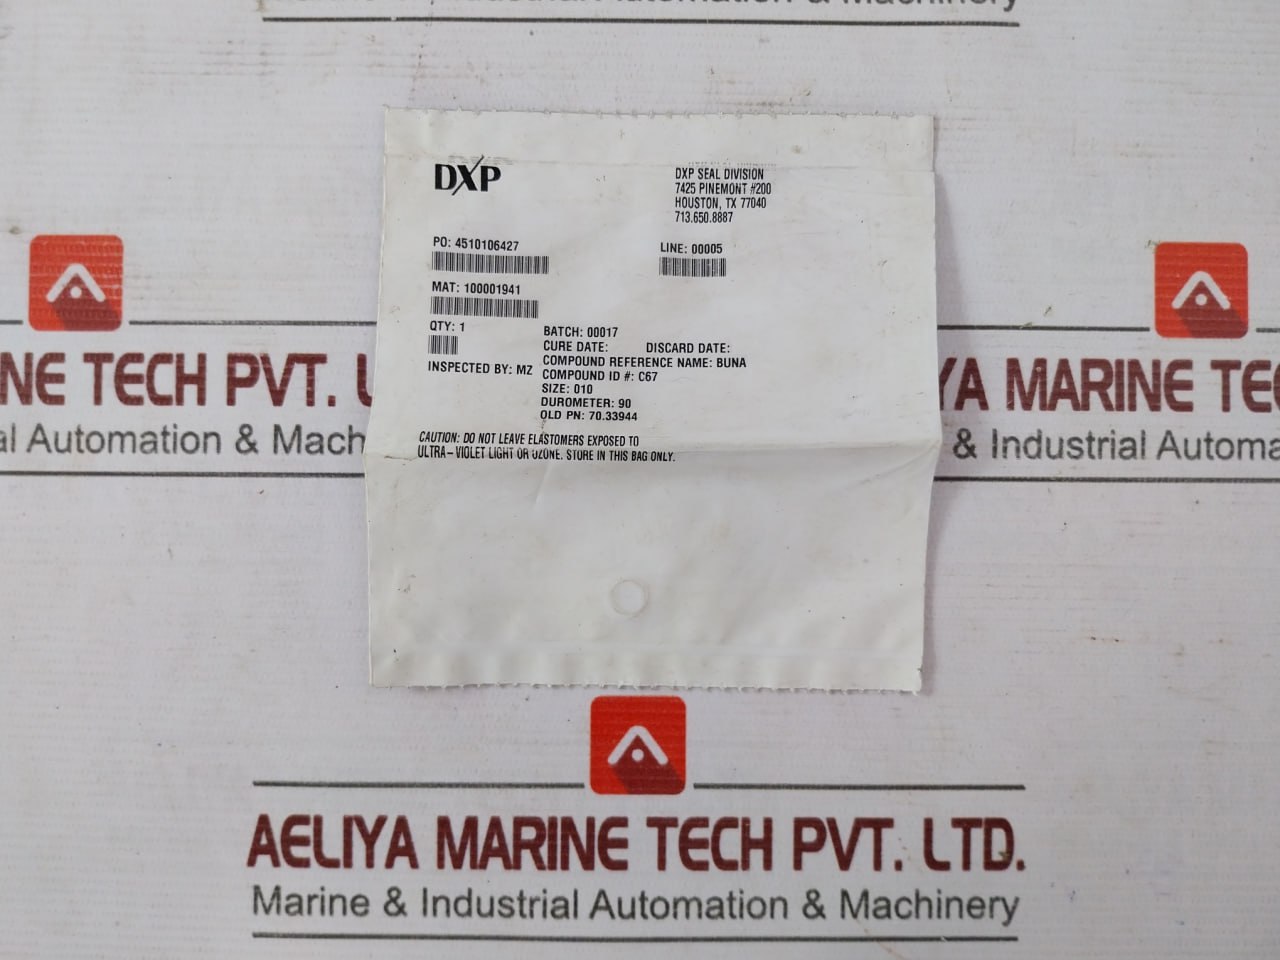 Automation & Machinery
DXP
DXP SEAL DIVISION
7425 PINEMONT #200
HOUSTON, TX 77040
713.650.8887
PO: 4510106427
LINE: 00005
MAT: 100001941
QTY: 1
BATCH: 00017
CURE DATE: DISCARD DATE:
COMPOUND REFERENCE NAME: BUNA
INSPECTED BY: MZ
COMPOUND ID #: C67
SIZE: 010
DUROMETER: 90
OLD PN: 70.33944
CAUTION: DO NOT LEAVE ELASTOMERS EXPOSED TO
ULTRA-VIOLET LIGHT OR OZONE. STORE IN THIS BAG ONLY.
NE TECH PVT.
al Automation & Mach
YA MARINE TEC
& Industrial Automa
AELIYA MARINE TECH PVT. LTD.
Marine & Industrial Automation & Machinery